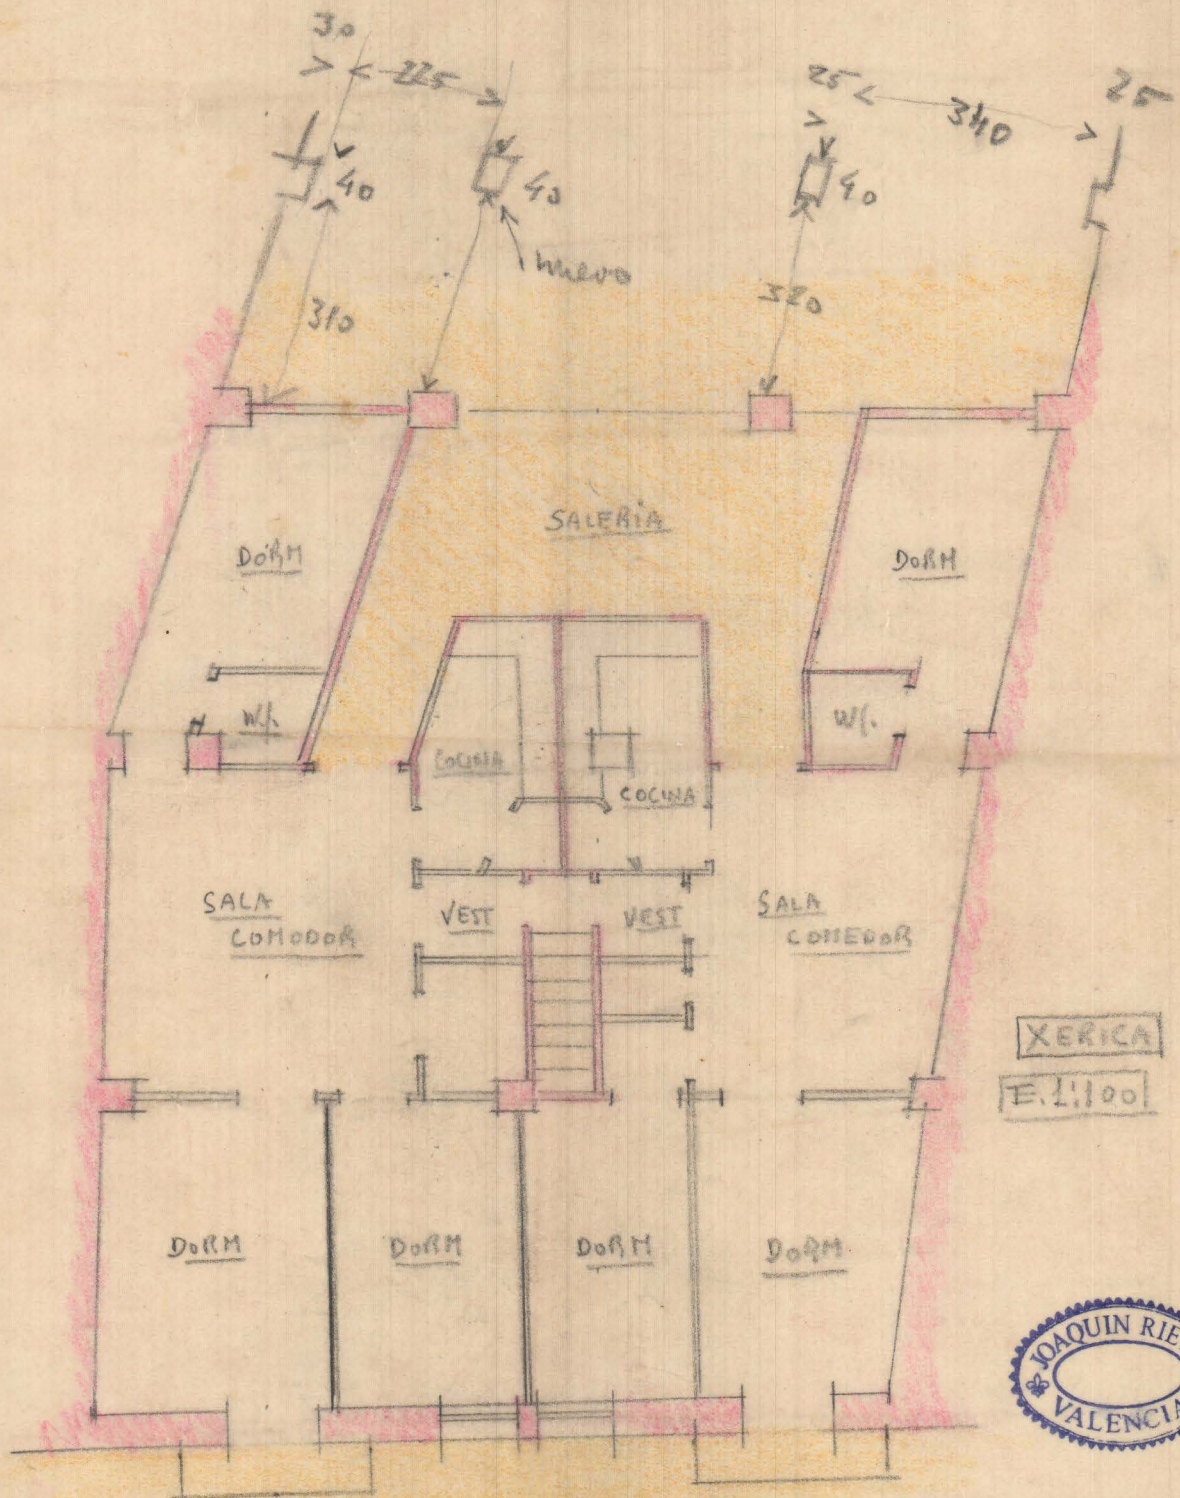 30
225
25
340
25
40
40
40
nuevo
310
320
SALERIA
DORM
DORM
W/.
W/.
COCINA
COCINA
SALA
COMODOR
VEST
VEST
SALA
COMEDOR
XERICA
E.1:100
DORM
DORM
DORM
DORM
JOAQUIN RIE
VALENCIA